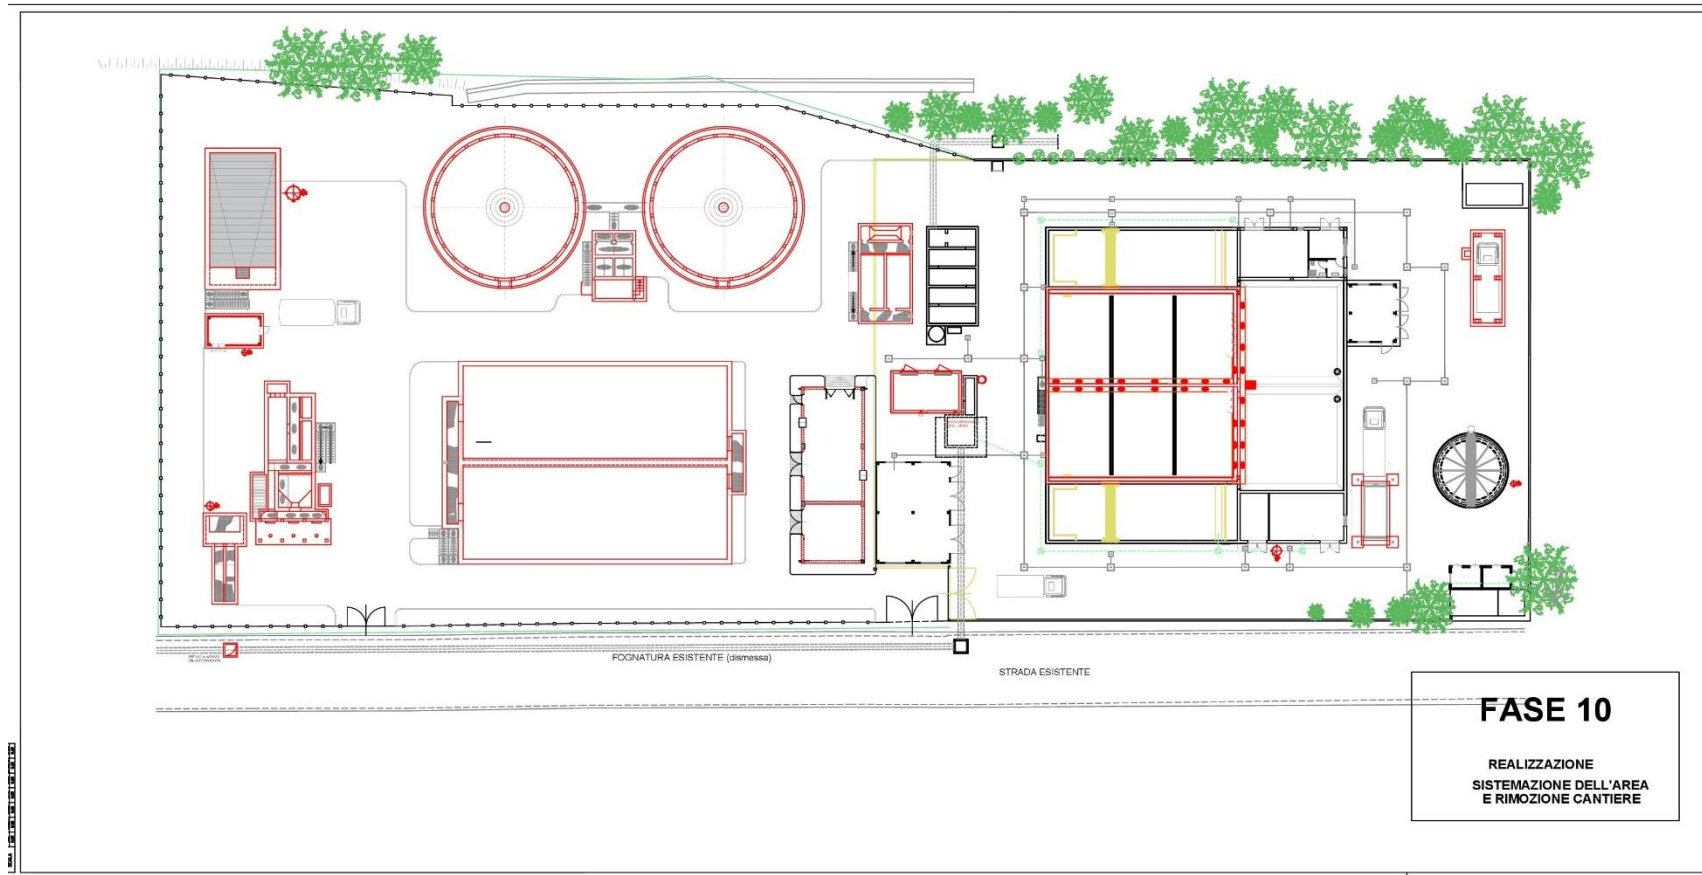 FOGNATURA ESISTENTE (dismessa)
STRADA ESISTENTE
FASE 10
REALIZZAZIONE
SISTEMAZIONE DELL'AREA
E RIMOZIONE CANTIERE